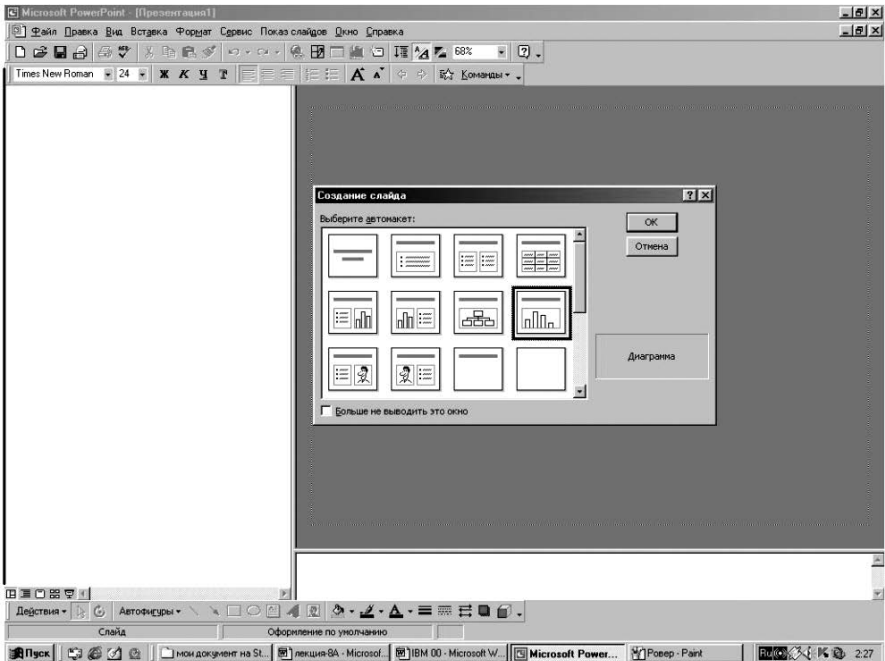 Microsoft PowerPoint - [Презентация1]
Файл Правка Вид Вставка Формат Сервис Показ слайдов Окно Справка
68%
Times New Roman 24 Ж К Ч Т Команды
Создание слайда
Выберите автомакет:
OK
Отмена
Диаграмма
Больше не выводить это окно
Действия Автофигуры
Слайд Оформление по умолчанию
Пуск мои документ на St... лекция-8А - Microsof... IBM 00 - Microsoft W... Microsoft Power... Ровер - Paint Ru 2:27